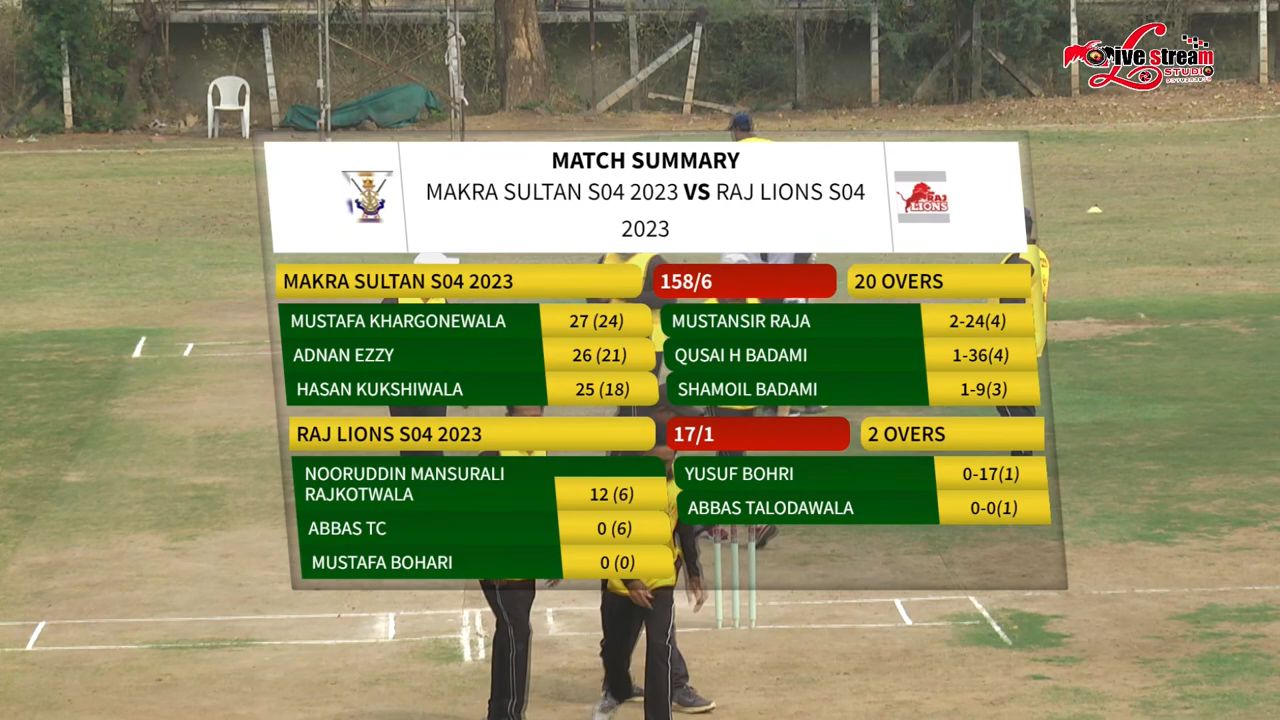 Live stream
STUDIO
MATCH SUMMARY
MAKRA SULTAN S04 2023 VS RAJ LIONS S04
2023
RAJ
LIONS
MAKRA SULTAN S04 2023 158/6 20 OVERS
MUSTAFA KHARGONEWALA 27 (24) MUSTANSIR RAJA 2-24(4)
ADNAN EZZY 26 (21) QUSAI H BADAMI 1-36(4)
HASAN KUKSHIWALA 25 (18) SHAMOIL BADAMI 1-9(3)
RAJ LIONS S04 2023 17/1 2 OVERS
NOORUDDIN MANSURALI
RAJKOTWALA 12 (6) YUSUF BOHRI 0-17(1)
ABBAS TC 0 (6) ABBAS TALODAWALA 0-0(1)
MUSTAFA BOHARI 0 (0)